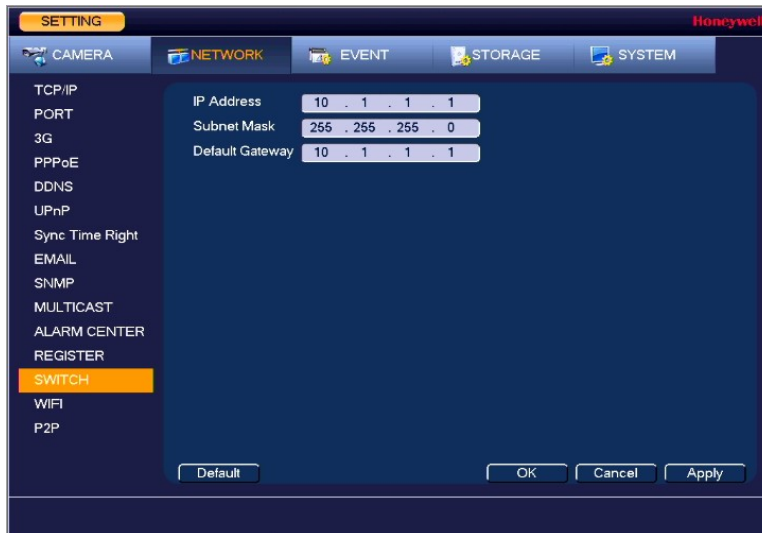 SETTING
Honeywell
CAMERA NETWORK EVENT STORAGE SYSTEM
TCP/IP
PORT
3G
PPPoE
DDNS
UPnP
Sync Time Right
EMAIL
SNMP
MULTICAST
ALARM CENTER
REGISTER
SWITCH
WIFI
P2P
IP Address 10 . 1 . 1 . 1
Subnet Mask 255 . 255 . 255 . 0
Default Gateway 10 . 1 . 1 . 1
Default OK Cancel Apply